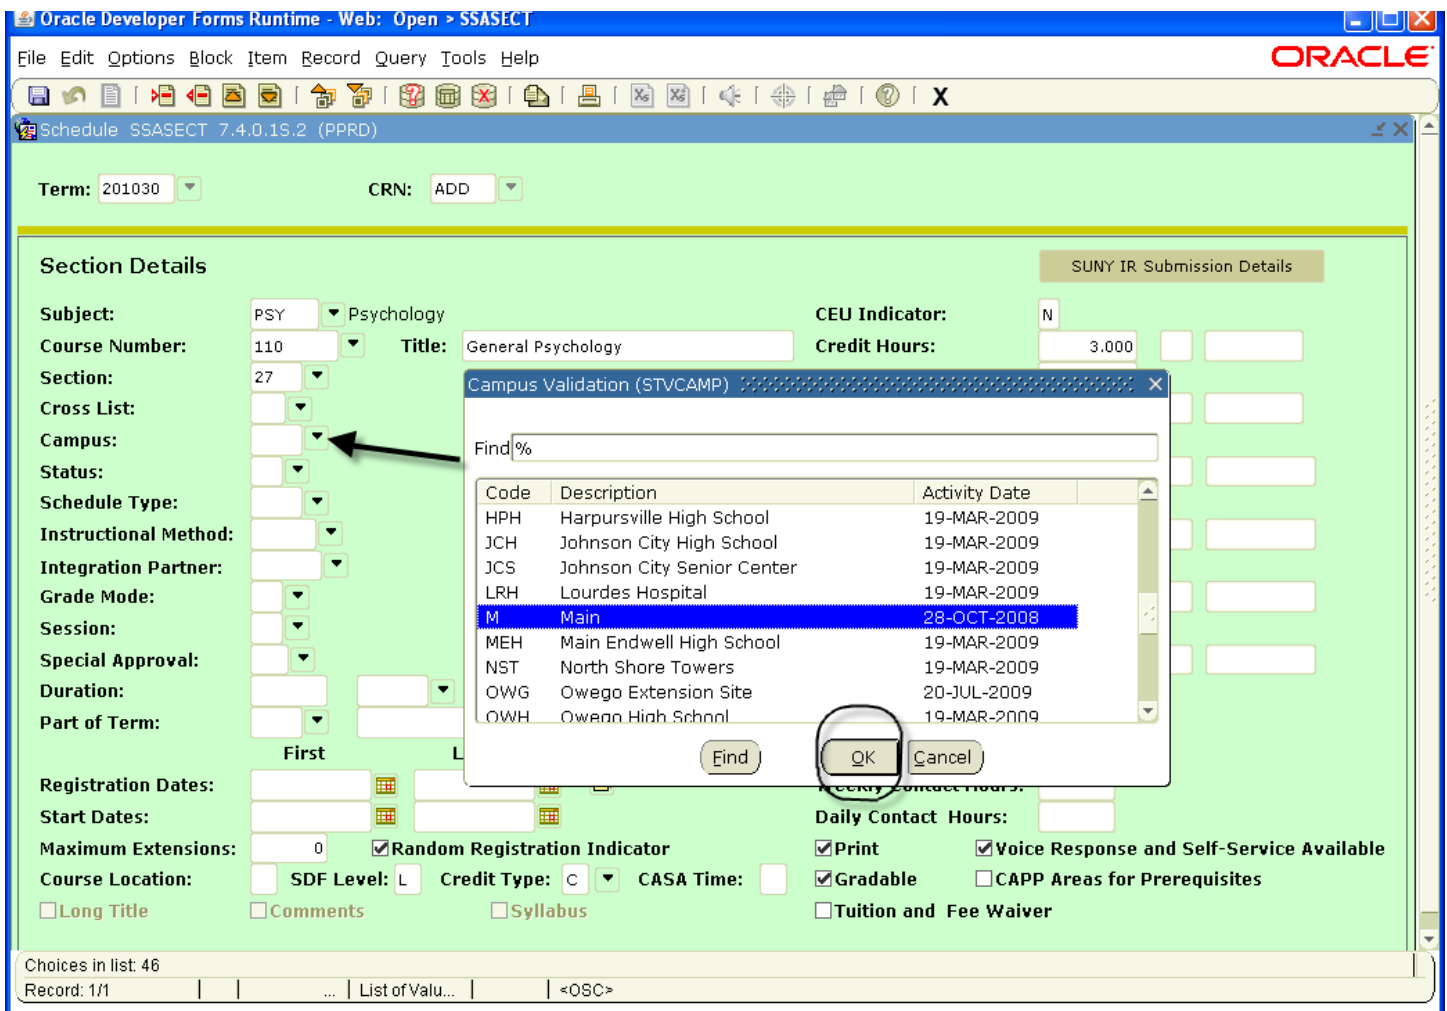 Oracle Developer Forms Runtime - Web: Open > SSASECT
File Edit Options Block Item Record Query Tools Help
ORACLE
X
Schedule SSASECT 7.4.0.1S.2 (PPRD)
Term: 201030 CRN: ADD
Section Details
SUNY IR Submission Details
Subject: PSY Psychology CEU Indicator: N
Course Number: 110 Title: General Psychology Credit Hours: 3.000
Section: 27
Cross List:
Campus:
Status:
Schedule Type:
Instructional Method:
Integration Partner:
Grade Mode:
Session:
Special Approval:
Duration:
Part of Term:
Campus Validation (STVCAMP)
Find %
Code Description Activity Date
HPH Harpursville High School 19-MAR-2009
JCH Johnson City High School 19-MAR-2009
JCS Johnson City Senior Center 19-MAR-2009
LRH Lourdes Hospital 19-MAR-2009
M Main 28-OCT-2008
MEH Main Endwell High School 19-MAR-2009
NST North Shore Towers 19-MAR-2009
OWG Owego Extension Site 20-JUL-2009
OWH Owego High School 19-MAR-2009
Find OK Cancel
First L
Registration Dates: Weekly Contact Hours:
Start Dates: Daily Contact Hours:
Maximum Extensions: 0 Random Registration Indicator Print Voice Response and Self-Service Available
Course Location: SDF Level: L Credit Type: C CASA Time: Gradable CAPP Areas for Prerequisites
Long Title Comments Syllabus Tuition and Fee Waiver
Choices in list: 46
Record: 1/1 ... List of Valu... <OSC>